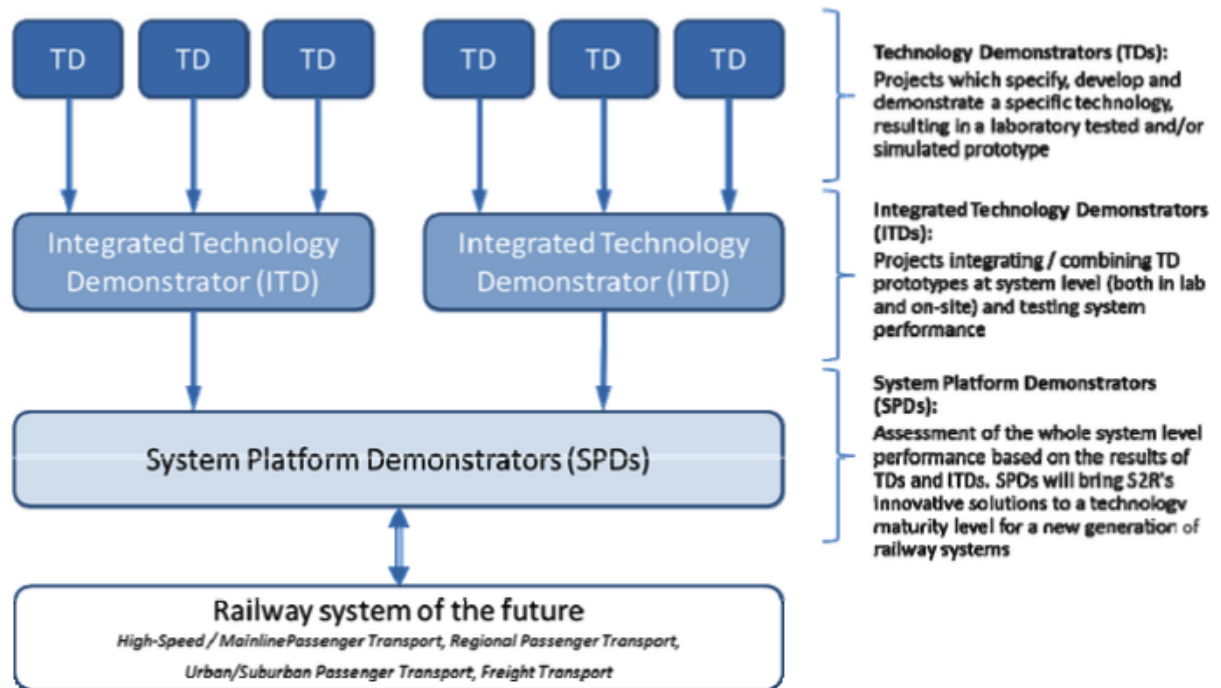 TD TD TD TD TD TD
Technology Demonstrators (TDs):
Projects which specify, develop and
demonstrate a specific technology,
resulting in a laboratory tested and/or
simulated prototype
Integrated Technology
Demonstrator (ITD)
Integrated Technology
Demonstrator (ITD)
Integrated Technology Demonstrators
(ITDs):
Projects integrating / combining TD
prototypes at system level (both in lab
and on-site) and testing system
performance
System Platform Demonstrators (SPDs)
System Platform Demonstrators
(SPDs):
Assessment of the whole system level
performance based on the results of
TDs and ITDs. SPDs will bring S2R's
innovative solutions to a technology
maturity level for a new generation of
railway systems
Railway system of the future
High-Speed / MainlinePassenger Transport, Regional Passenger Transport,
Urban/Suburban Passenger Transport, Freight Transport